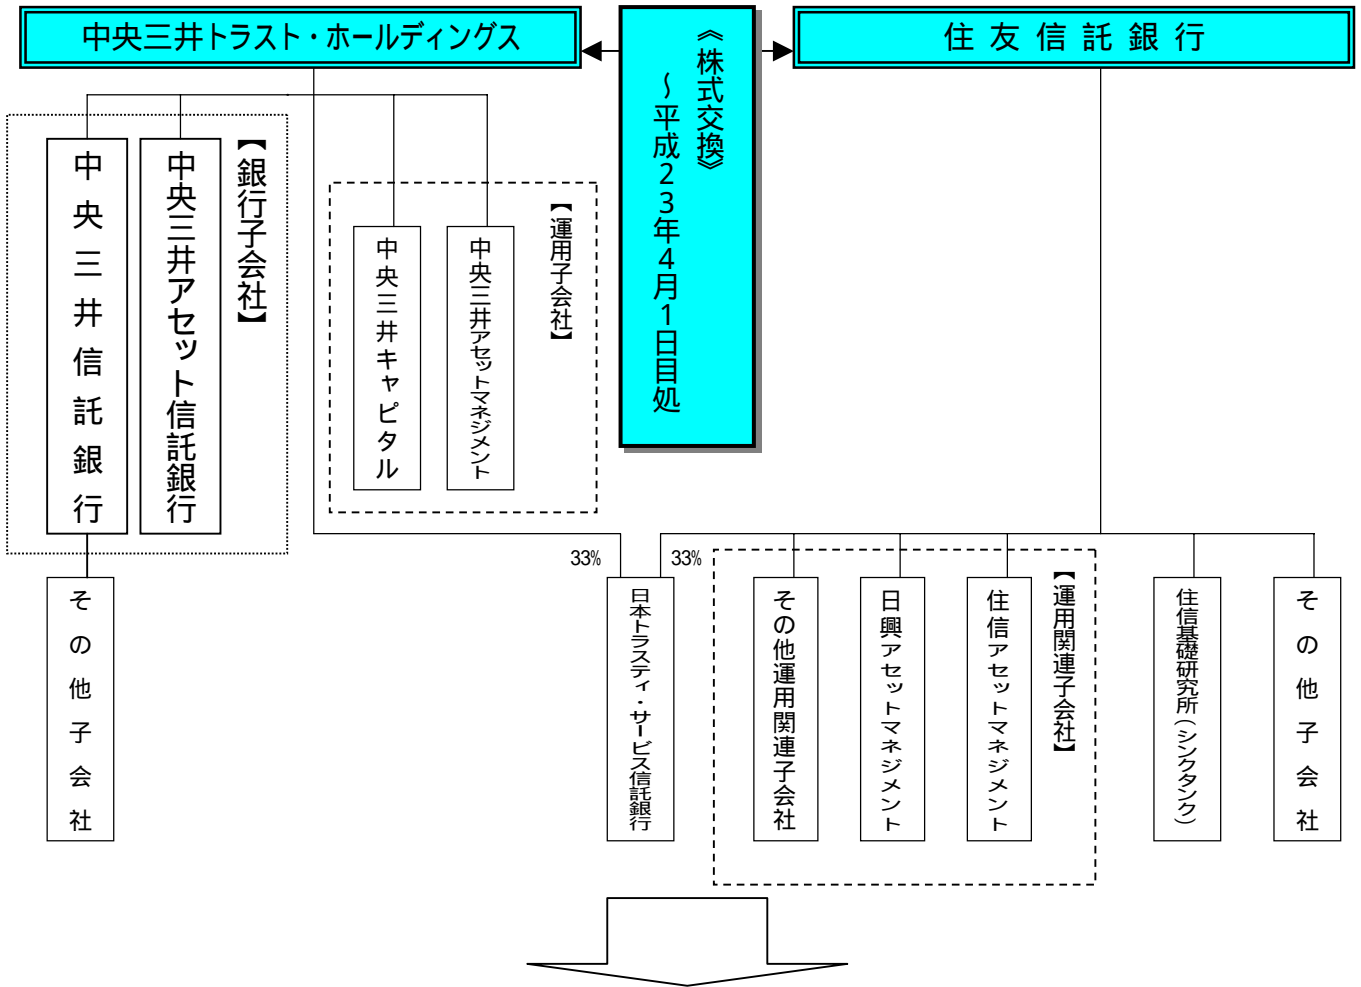 中央三井トラスト・ホールディングス
《株式交換》
～平成23年4月1日目処
住友信託銀行
【銀行子会社】
中央三井アセット信託銀行
中央三井信託銀行
【運用子会社】
中央三井アセットマネジメント
中央三井キャピタル
33%
33%
その他子会社
日本トラスティ・サービス信託銀行
【運用関連子会社】
その他運用関連子会社
日興アセットマネジメント
住信アセットマネジメント
住信基礎研究所(シンクタンク)
その他子会社